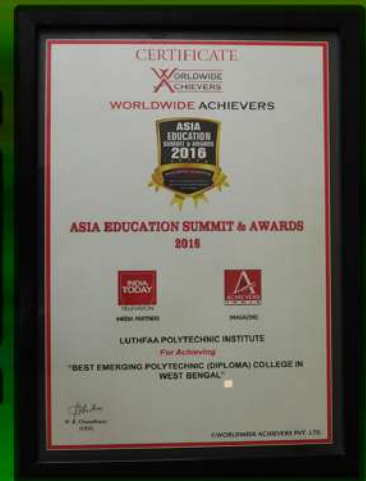 CERTIFICATE
WORLDWIDE
ACHIEVERS
WORLDWIDE ACHIEVERS
ASIA
EDUCATION
SUMMIT & AWARDS
2016
ASIA EDUCATION SUMMIT & AWARDS
2016
INDIA
TODAY
TELEVISION
MEDIA PARTNER
A
ACHIEVERS
MAGAZINE
LUTHFAA POLYTECHNIC INSTITUTE
For Achieving
"BEST EMERGING POLYTECHNIC (DIPLOMA) COLLEGE IN
WEST BENGAL"
(CEO)
©WORLDWIDE ACHIEVERS PVT. LTD.